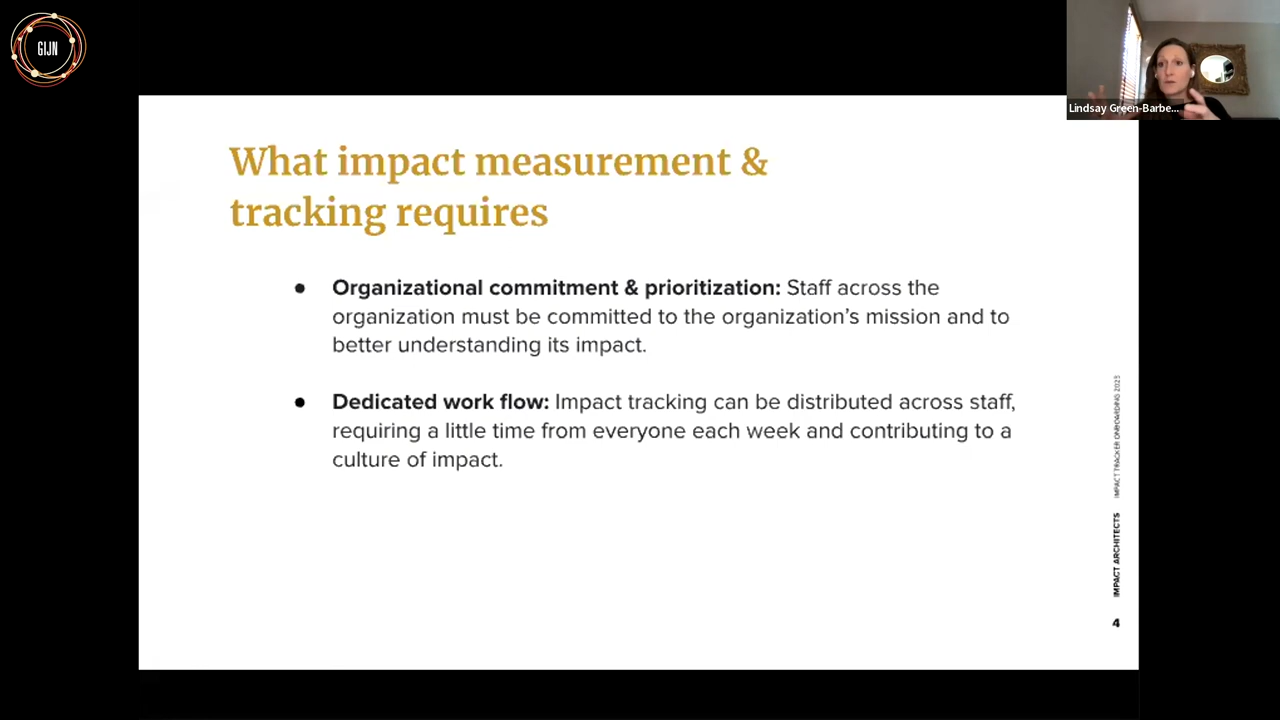 GIJN
Lindsay Green-Barbe...
What impact measurement &
tracking requires
● Organizational commitment & prioritization: Staff across the
organization must be committed to the organization's mission and to
better understanding its impact.
● Dedicated work flow: Impact tracking can be distributed across staff,
requiring a little time from everyone each week and contributing to a
culture of impact.
IMPACT ARCHITECTS IMPACT TRACKER ONBOARDING 2023
4